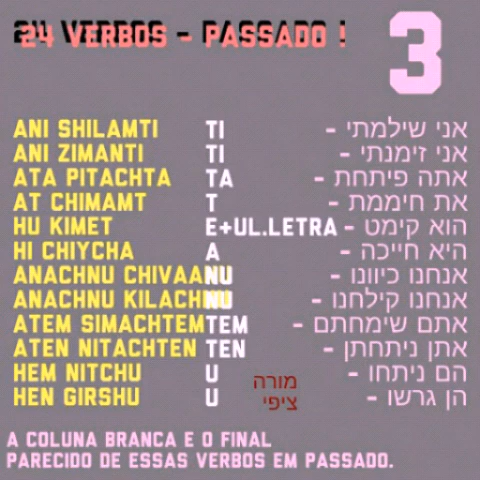 24 VERBOS - PASSADO !
3
ANI SHILAMTI TI - אני שילמתי
ANI ZIMANTI TI - אני זימנתי
ATA PITACHTA TA - אתה פיתחת
AT CHIMAMT T - את חיממת
HU KIMET E+UL.LETRA - הוא קימט
HI CHIYCHA A - היא חייכה
ANACHNU CHIVAANU NU - אנחנו כיוונו
ANACHNU KILACHNU NU - אנחנו קילחנו
ATEM SIMACHTEM TEM - אתם שימחתם
ATEN NITACHTEN TEN - אתן ניתחתן
HEM NITCHU U - הם ניתחו
HEN GIRSHU U - הן גרשו
מורה
ציפי
A COLUNA BRANCA E O FINAL
PARECIDO DE ESSAS VERBOS EM PASSADO.